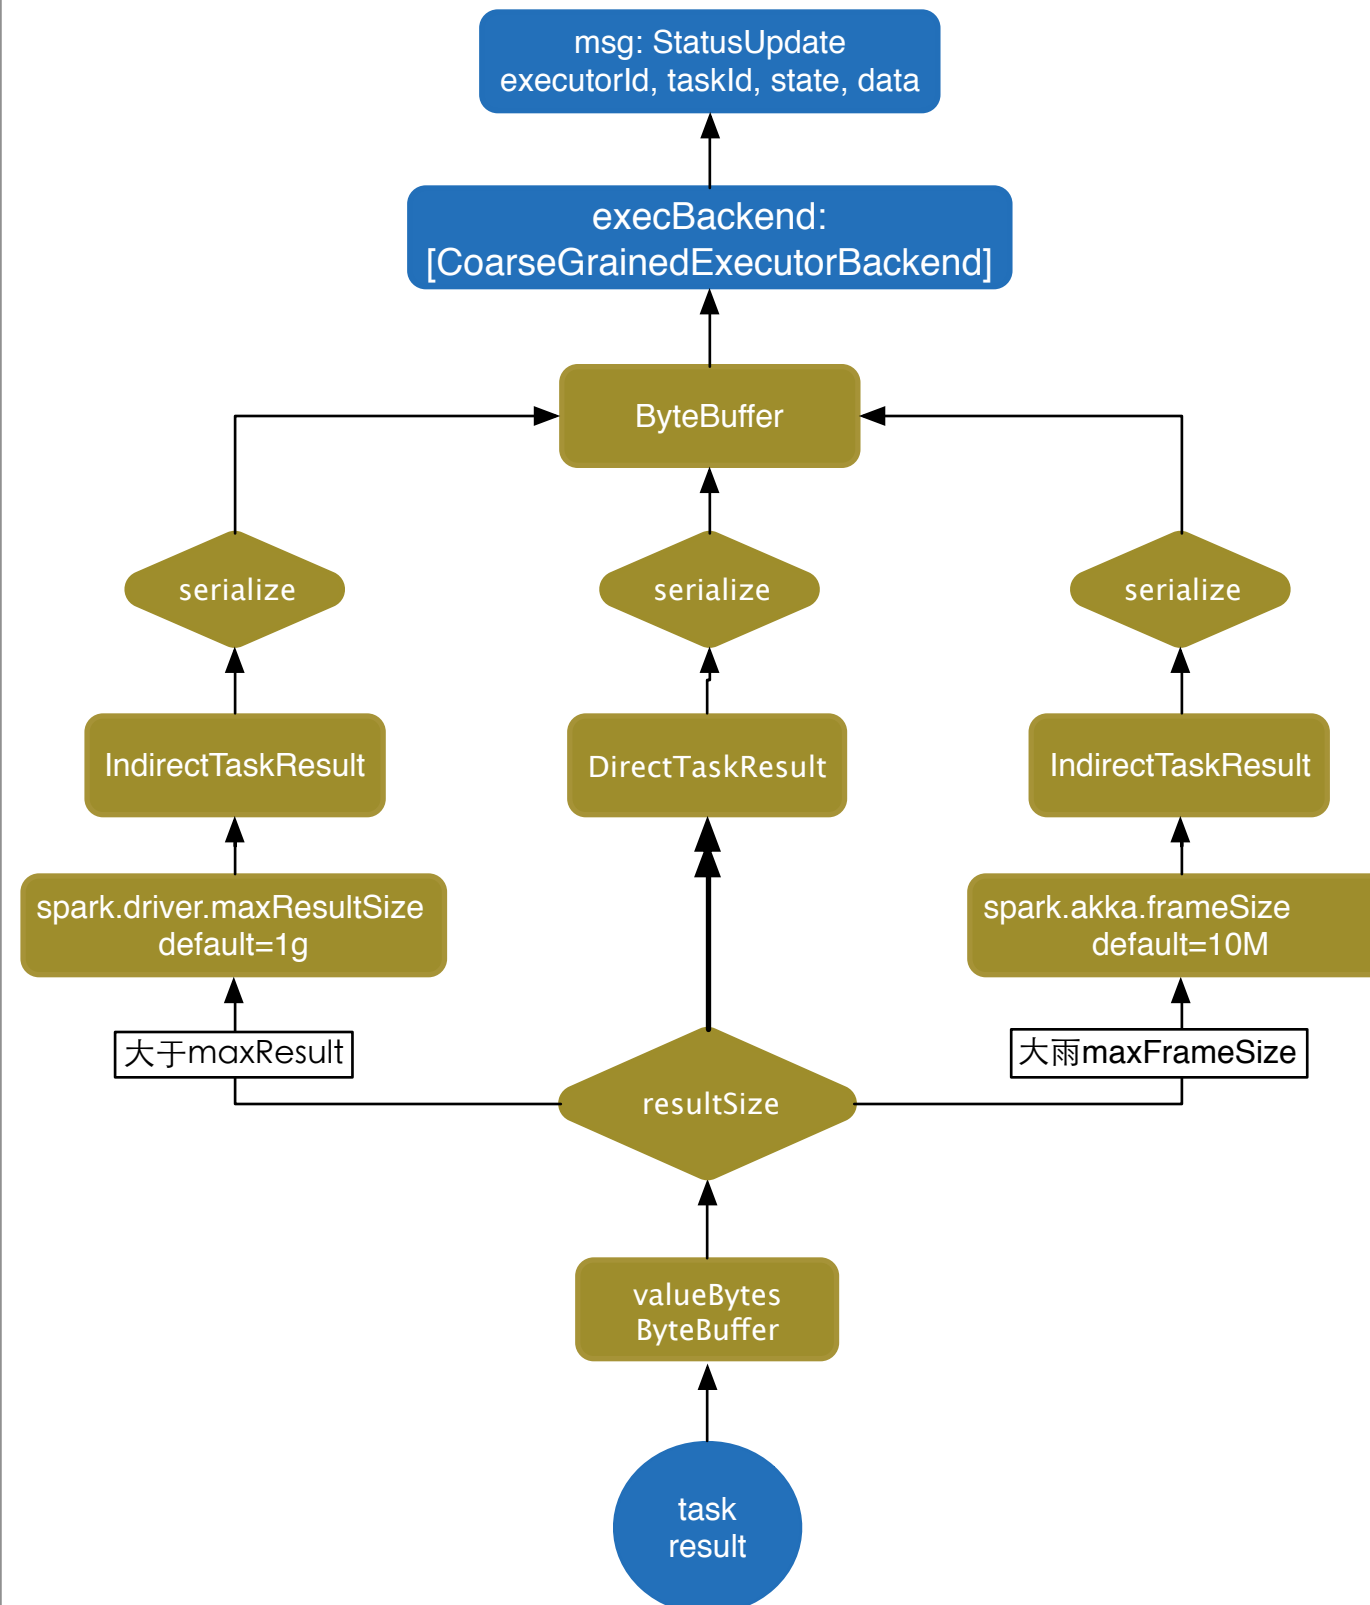 msg: StatusUpdate
executorId, taskId, state, data
execBackend:
[CoarseGrainedExecutorBackend]
ByteBuffer
serialize
serialize
serialize
IndirectTaskResult
DirectTaskResult
IndirectTaskResult
spark.driver.maxResultSize
default=1g
spark.akka.frameSize
default=10M
大于maxResult
大雨maxFrameSize
resultSize
valueBytes
ByteBuffer
task
result